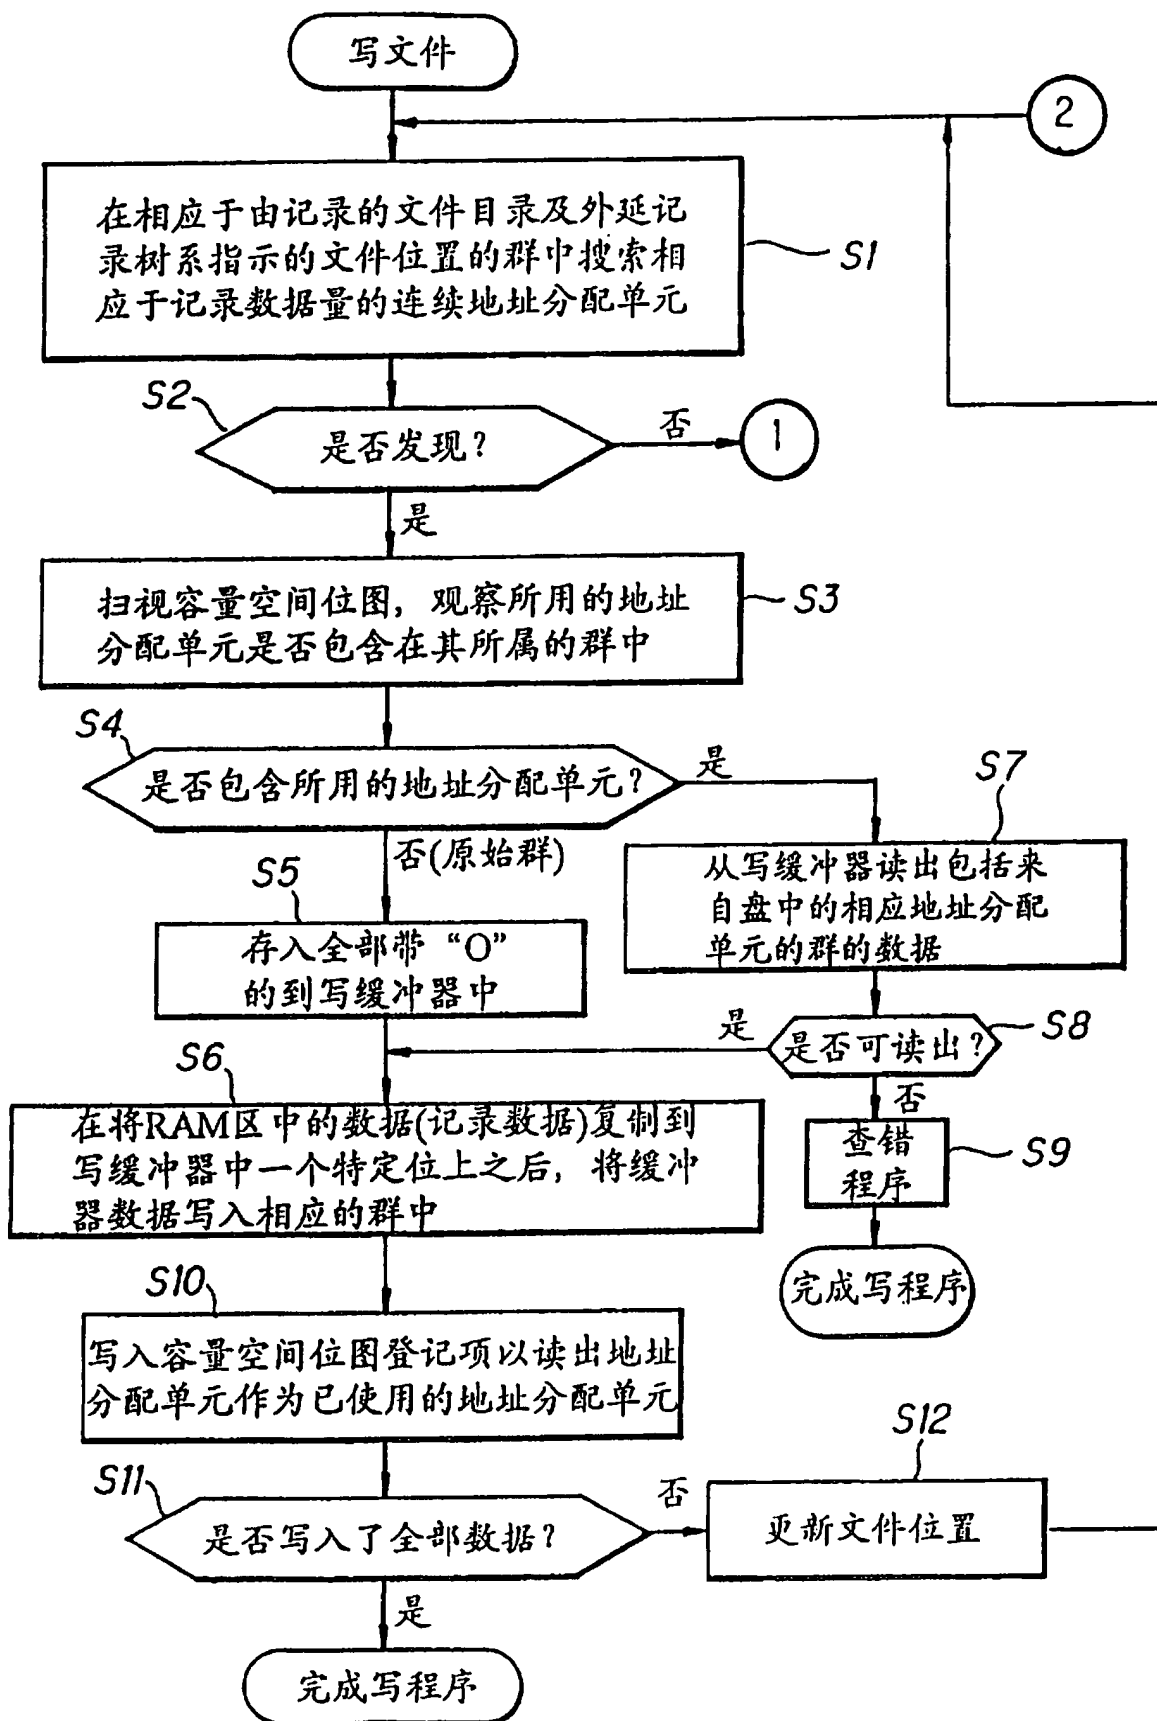 写文件
2
在相应于由记录的文件目录及外延记
录树系指示的文件位置的群中搜索相
应于记录数据量的连续地址分配单元
S1
S2
是否发现?
否
1
是
扫视容量空间位图，观察所用的地址
分配单元是否包含在其所属的群中
S3
S4
是否包含所用的地址分配单元?
是
S7
否(原始群)
从写缓冲器读出包括来
自盘中的相应地址分配
单元的群的数据
S5
存入全部带“O”
的到写缓冲器中
是
是否可读出?
S8
S6
否
在将RAM区中的数据(记录数据)复制到
写缓冲器中一个特定位上之后，将缓冲
器数据写入相应的群中
查错
程序
S9
完成写程序
S10
写入容量空间位图登记项以读出地址
分配单元作为已使用的地址分配单元
S12
S11
是否写入了全部数据?
否
更新文件位置
是
完成写程序